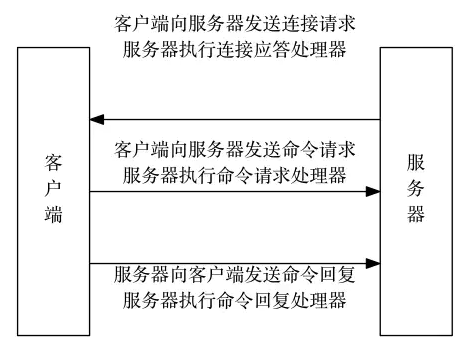 客户端向服务器发送连接请求
服务器执行连接应答处理器
客户端向服务器发送命令请求
服务器执行命令请求处理器
客户端
服务器
服务器向客户端发送命令回复
服务器执行命令回复处理器